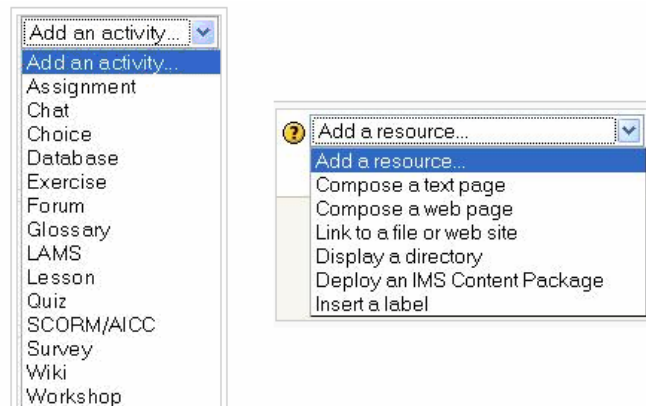 Add an activity...
Add an activity...
Assignment
Chat
Choice
Database
Exercise
Forum
Glossary
LAMS
Lesson
Quiz
SCORM/AICC
Survey
Wiki
Workshop
? Add a resource...
Add a resource...
Compose a text page
Compose a web page
Link to a file or web site
Display a directory
Deploy an IMS Content Package
Insert a label